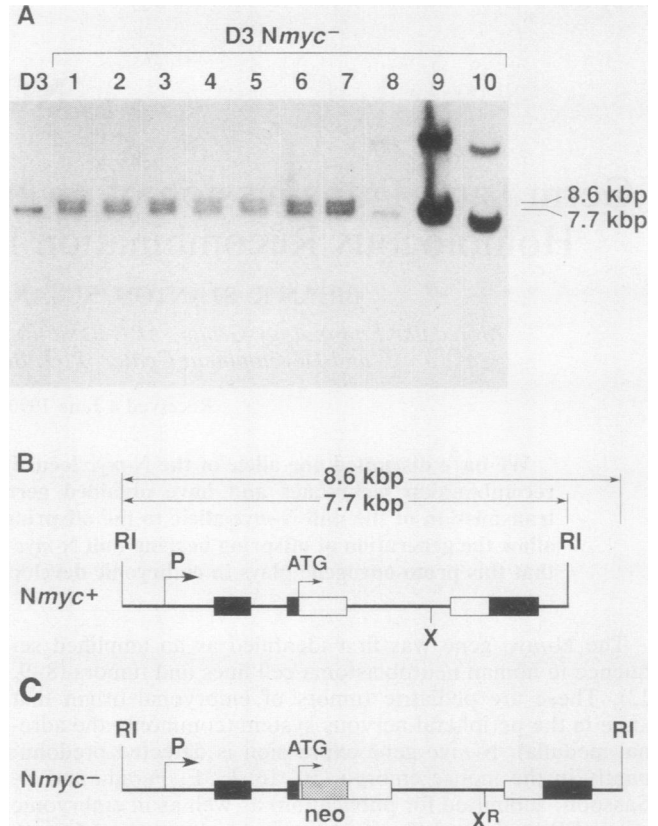 A
D3 Nmyc⁻
D3 1 2 3 4 5 6 7 8 9 10
8.6 kbp
7.7 kbp
B
8.6 kbp
7.7 kbp
RI RI
P ATG
Nmyc+
X
C
RI RI
P ATG
Nmyc⁻
neo
Xᴿ